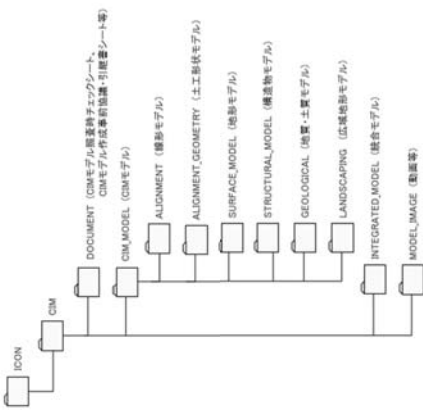 ICON
CIM
DOCUMENT（CIMモデル照査時チェックシート、
CIMモデル作成事前協議・引継書シート等）
CIM_MODEL（CIMモデル）
ALIGNMENT（線形モデル）
ALIGNMENT_GEOMETRY（土工形状モデル）
SURFACE_MODEL（地形モデル）
STRUCTURAL_MODEL（構造物モデル）
GEOLOGICAL（地質・土質モデル）
LANDSCAPING（広域地形モデル）
INTEGRATED_MODEL（統合モデル）
MODEL_IMAGE（動画等）